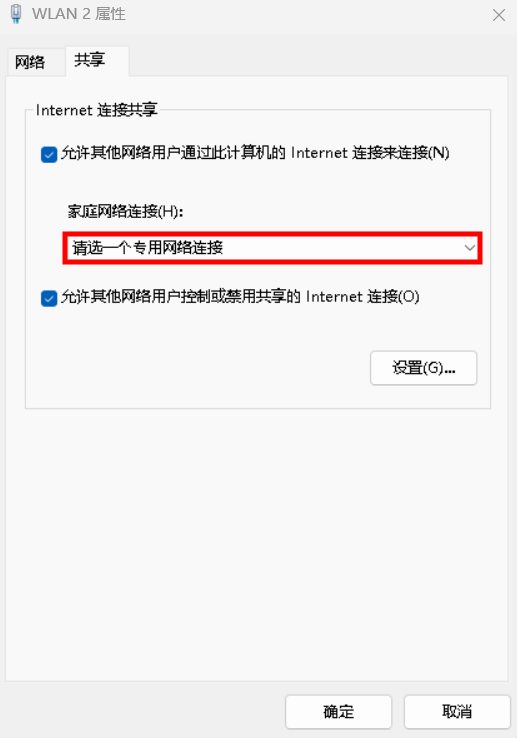 WLAN 2 属性
网络
共享
Internet 连接共享
允许其他网络用户通过此计算机的 Internet 连接来连接(N)
家庭网络连接(H):
请选一个专用网络连接
允许其他网络用户控制或禁用共享的 Internet 连接(O)
设置(G)...
确定
取消